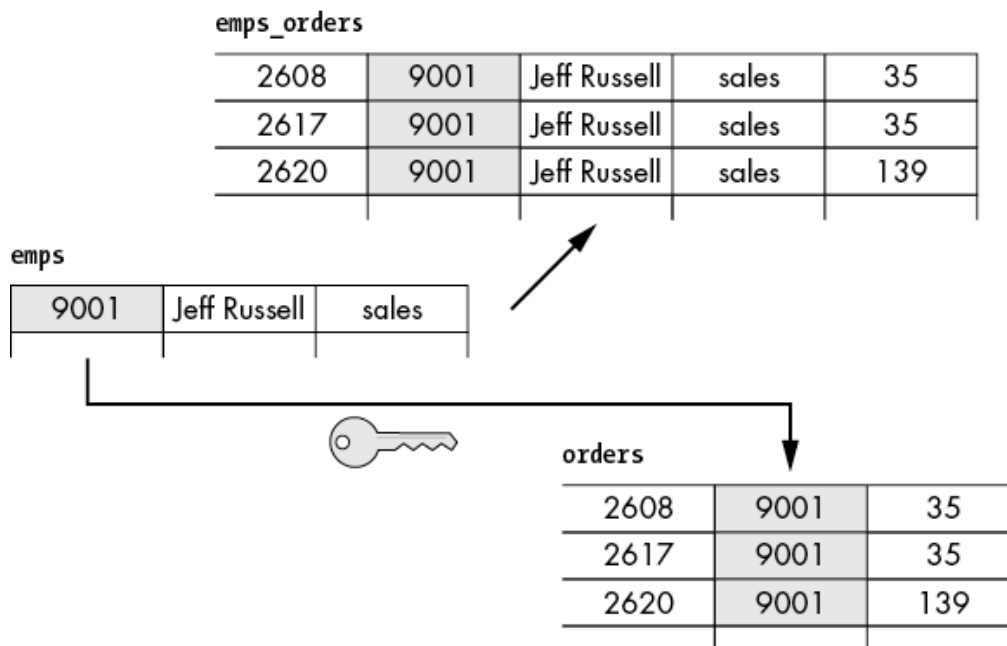 emps_orders
2608 9001 Jeff Russell sales 35
2617 9001 Jeff Russell sales 35
2620 9001 Jeff Russell sales 139
emps
9001 Jeff Russell sales
orders
2608 9001 35
2617 9001 35
2620 9001 139